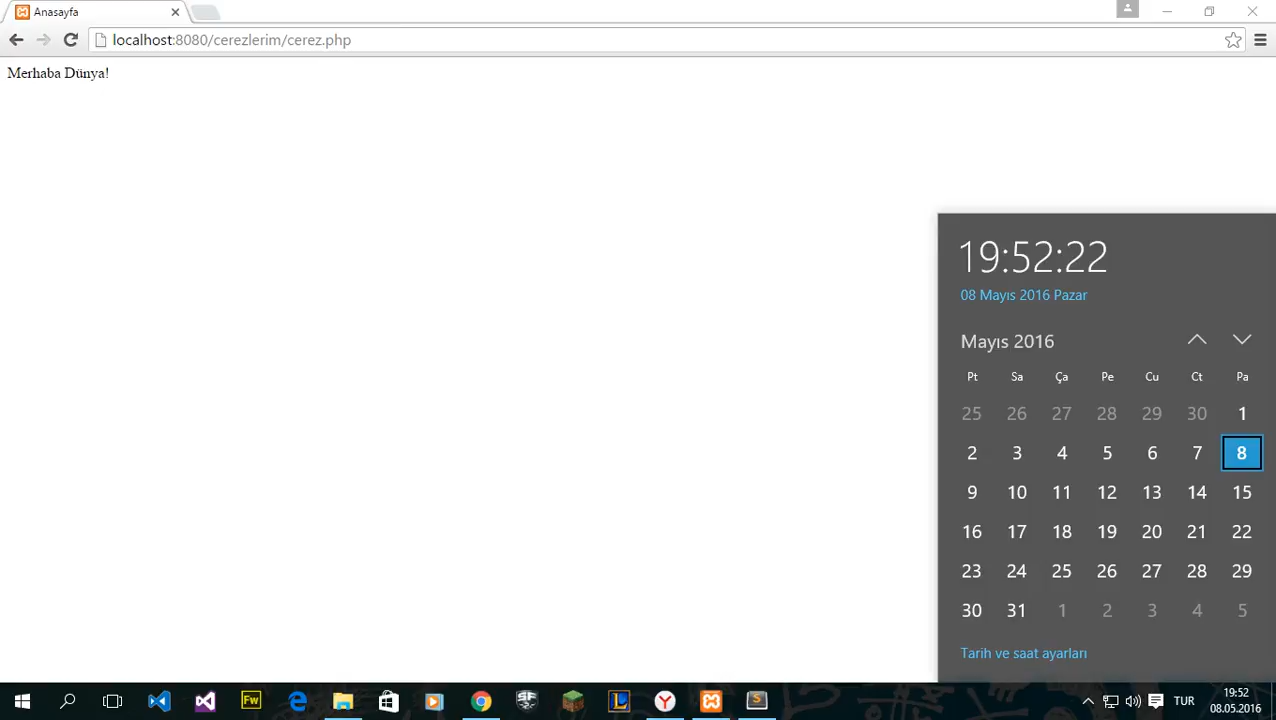 Anasayfa
localhost:8080/cerezlerim/cerez.php
Merhaba Dünya!
19:52:22
08 Mayıs 2016 Pazar
Mayıs 2016
Pt Sa Ça Pe Cu Ct Pa
25 26 27 28 29 30 1
2 3 4 5 6 7 8
9 10 11 12 13 14 15
16 17 18 19 20 21 22
23 24 25 26 27 28 29
30 31 1 2 3 4 5
Tarih ve saat ayarları
Fw
TUR
19:52
08.05.2016